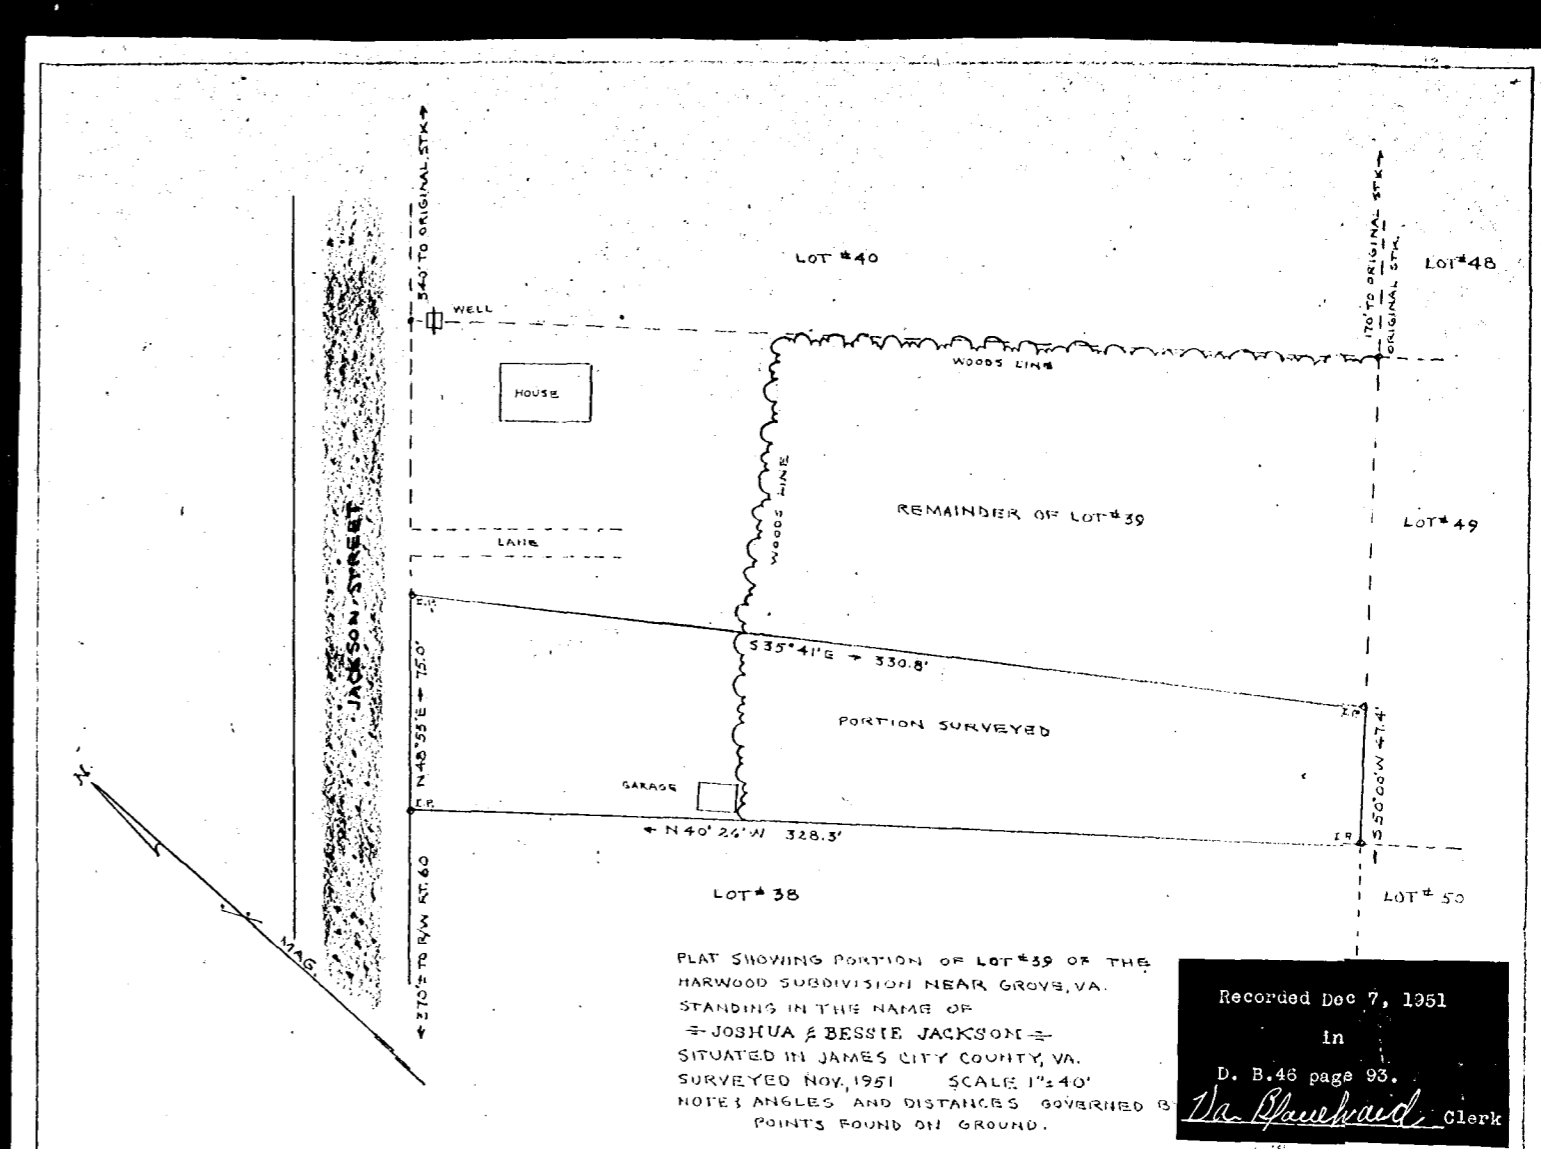 540' TO ORIGINAL STK
170' TO ORIGINAL STK
ORIGINAL STK.
LOT #40
LOT #48
WELL
WOODS LINE
HOUSE
WOODS LINE
REMAINDER OF LOT #39
LOT #49
LANE
JACKSON STREET
I.P.
S 35° 41' E → 330.8'
N 48° 55' E → 75.0'
PORTION SURVEYED
I.P.
← S 50° 00' W 47.4'
N.
GARAGE
I.P.
I.P.
← N 40° 26' W 328.3'
← 370'± TO R/W RT. 60
LOT #38
LOT #50
MAG.
PLAT SHOWING PORTION OF LOT #39 OF THE
HARWOOD SUBDIVISION NEAR GROVE, VA.
STANDING IN THE NAME OF
JOSHUA & BESSIE JACKSON
SITUATED IN JAMES CITY COUNTY, VA.
SURVEYED NOV., 1951 SCALE 1"=40'
NOTE: ANGLES AND DISTANCES GOVERNED B
POINTS FOUND ON GROUND.
Recorded Dec 7, 1951
in
D. B.46 page 93.
Clerk